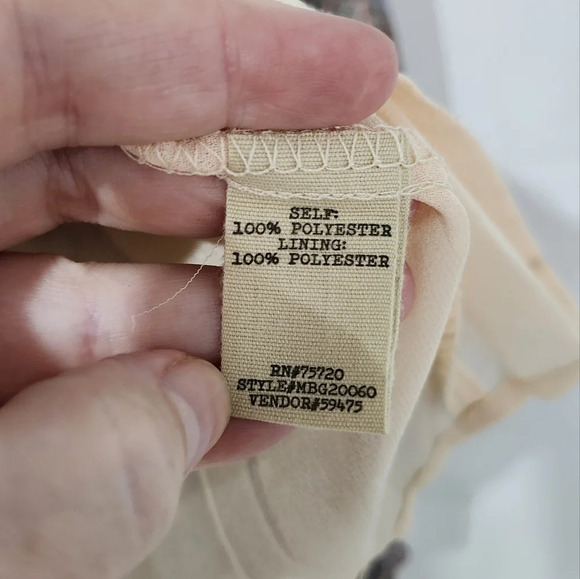 SELF:
100% POLYESTER
LINING:
100% POLYESTER
RN#75720
STYLE#MBG20060
VENDOR#59475